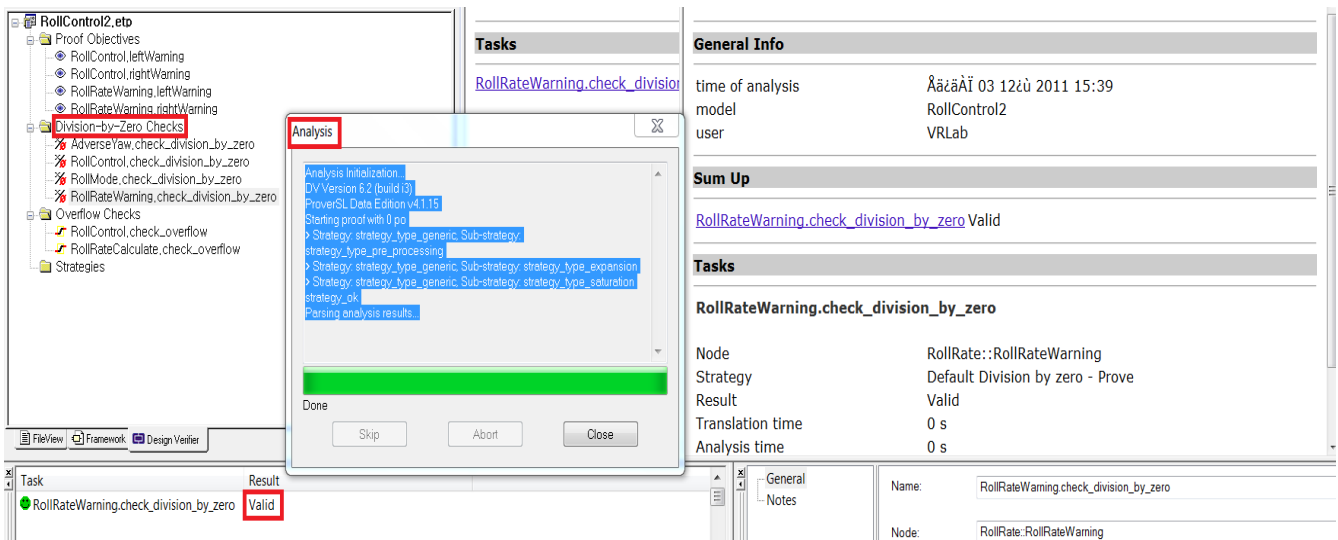 RollControl2.etp
Proof Objectives
RollControl.leftWarning
RollControl.rightWarning
RollRateWarning.leftWarning
RollRateWarning.rightWarning
Division-by-Zero Checks
AdverseYaw.check_division_by_zero
RollControl.check_division_by_zero
RollMode.check_division_by_zero
RollRateWarning.check_division_by_zero
Overflow Checks
RollControl.check_overflow
RollRateCalculate.check_overflow
Strategies
FileView Framework Design Verifier
Tasks
RollRateWarning.check_division
Analysis
Analysis Initialization...
DV Version 6.2 (build i3)
ProverSL Data Edition v4.1.15
Starting proof with 0 po
> Strategy: strategy_type_generic, Sub-strategy:
strategy_type_pre_processing
> Strategy: strategy_type_generic, Sub-strategy: strategy_type_expansion
> Strategy: strategy_type_generic, Sub-strategy: strategy_type_saturation
strategy_ok
Parsing analysis results...
Done
Skip Abort Close
General Info
time of analysis Åä¿äÀÏ 03 12¿ù 2011 15:39
model RollControl2
user VRLab
Sum Up
RollRateWarning.check_division_by_zero Valid
Tasks
RollRateWarning.check_division_by_zero
Node RollRate::RollRateWarning
Strategy Default Division by zero - Prove
Result Valid
Translation time 0 s
Analysis time 0 s
Task Result
RollRateWarning.check_division_by_zero Valid
General
Notes
Name: RollRateWarning.check_division_by_zero
Node: RollRate::RollRateWarning